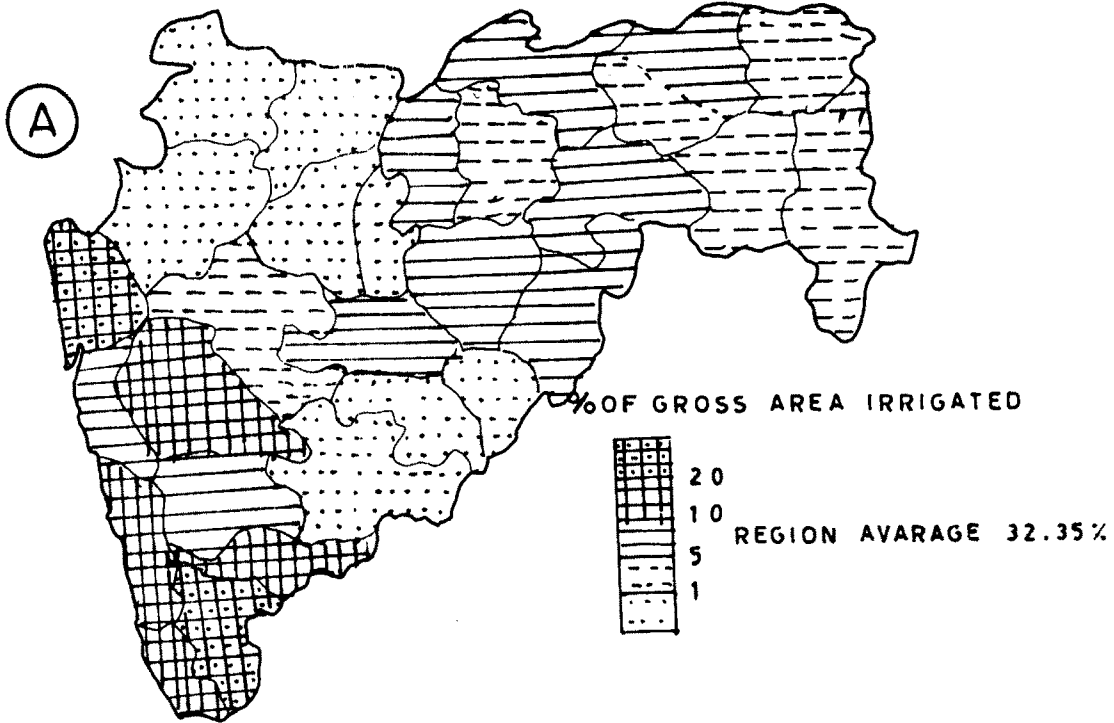 A
% OF GROSS AREA IRRIGATED
20
10
REGION AVARAGE 32.35%
5
1